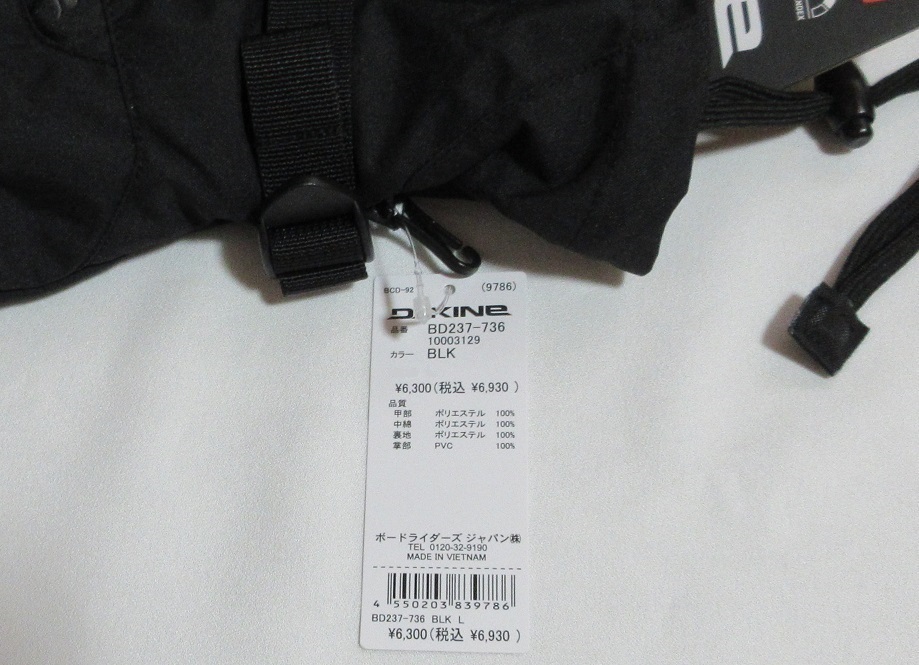 NDEX
BCD-92 (9786)
DAKINE
品番 BD237-736
10003129
カラー BLK
¥6,300(税込 ¥6,930 )
品質
甲部 ポリエステル 100%
中綿 ポリエステル 100%
裏地 ポリエステル 100%
掌部 PVC 100%
ボードライダーズ ジャパン㈱
TEL 0120-32-9190
MADE IN VIETNAM
4 550203 839786
BD237-736 BLK L
¥6,300(税込 ¥6,930 )